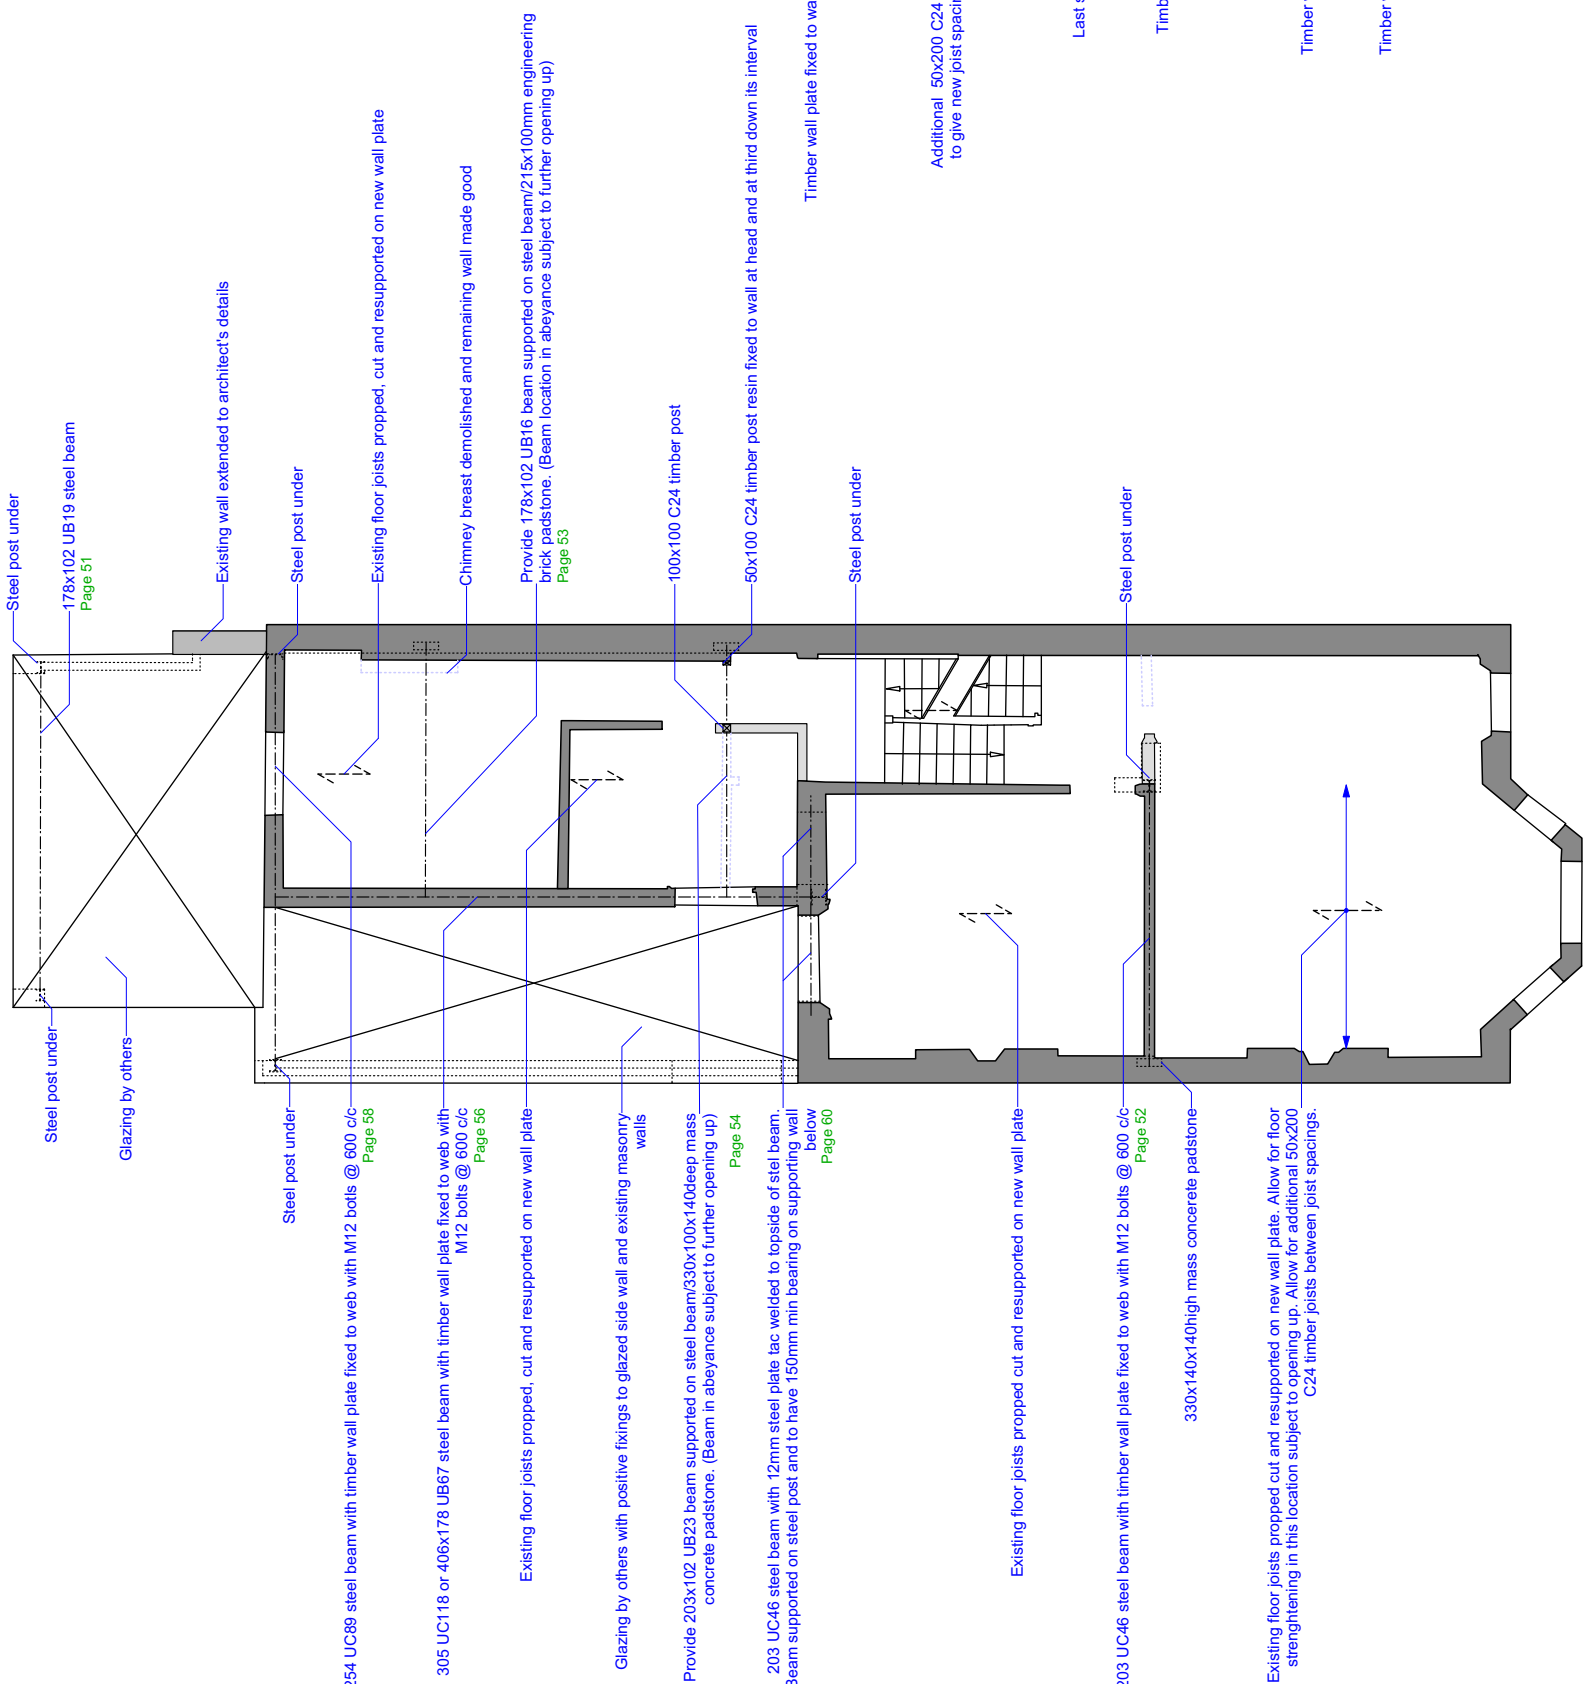 Steel post under
178x102 UB19 steel beam
Page 51
Existing wall extended to architect's details
Steel post under
Existing floor joists propped, cut and resupported on new wall plate
Chimney breast demolished and remaining wall made good
Provide 178x102 UB16 beam supported on steel beam/215x100mm engineering
brick padstone. (Beam location in abeyance subject to further opening up)
Page 53
100x100 C24 timber post
50x100 C24 timber post resin fixed to wall at head and at third down its interval
Timber wall plate fixed to
Steel post under
Additional 50x200 C24
to give new joist
Last
Steel post under
Timber
Timber
Steel post under
Glazing by others
Steel post under
254 UC89 steel beam with timber wall plate fixed to web with M12 botls @ 600 c/c
Page 58
305 UC118 or 406x178 UB67 steel beam with timber wall plate fixed to web with
M12 bolts @ 600 c/c
Page 56
Existing floor joists propped, cut and resupported on new wall plate
Glazing by others with positive fixings to glazed side wall and existing masonry
walls
Provide 203x102 UB23 beam supported on steel beam/330x100x140deep mass
concrete padstone. (Beam in abeyance subject to further opening up)
Page 54
203 UC46 steel beam with 12mm steel plate tac welded to topside of stel beam.
Beam supported on steel post and to have 150mm min bearing on supporting wall
below
Page 60
Existing floor joists propped cut and resupported on new wall plate
203 UC46 steel beam with timber wall plate fixed to web with M12 bolts @ 600 c/c
Page 52
330x140x140high mass concrete padstone
Existing floor joists propped cut and resupported on new wall plate. Allow for floor
strenghtening in this location subject to opening up. Allow for additional 50x200
C24 timber joists between joist spacings.